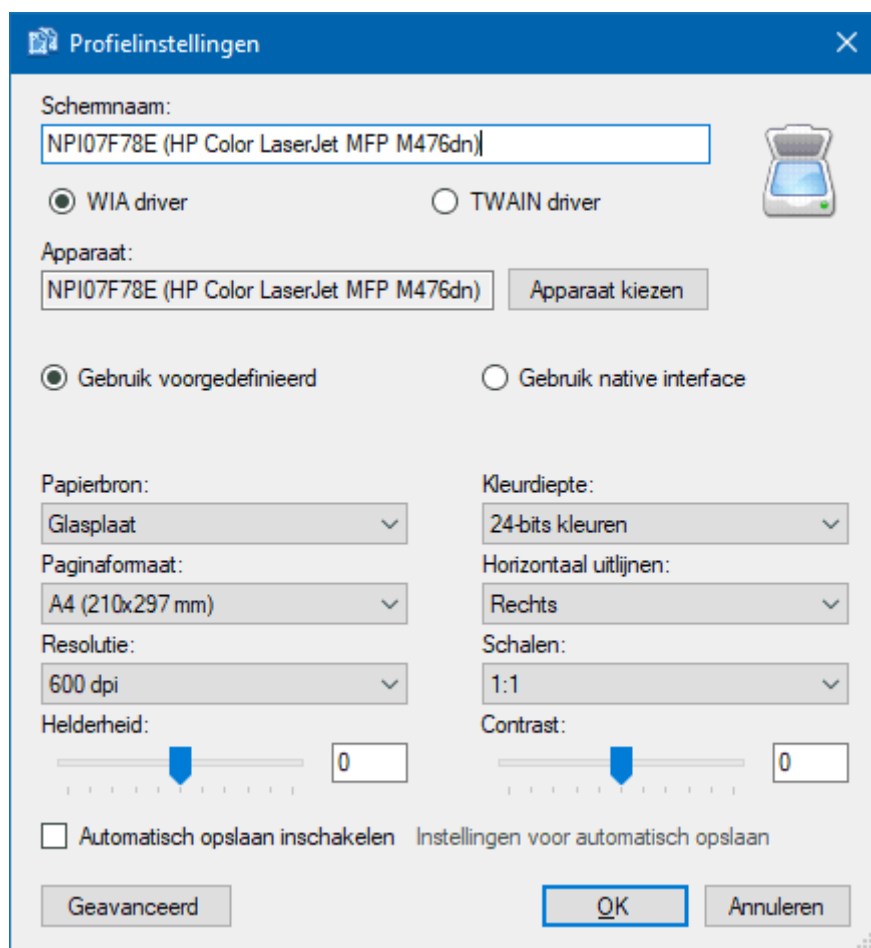 Profielinstellingen
Schermnaam:
NPI07F78E (HP Color LaserJet MFP M476dn)
WIA driver
TWAIN driver
Apparaat:
NPI07F78E (HP Color LaserJet MFP M476dn)
Apparaat kiezen
Gebruik voorgedefinieerd
Gebruik native interface
Papierbron:
Kleurdiepte:
Glasplaat
24-bits kleuren
Paginaformaat:
Horizontaal uitlijnen:
A4 (210x297 mm)
Rechts
Resolutie:
Schalen:
600 dpi
1:1
Helderheid:
Contrast:
0
0
Automatisch opslaan inschakelen
Instellingen voor automatisch opslaan
Geavanceerd
OK
Annuleren